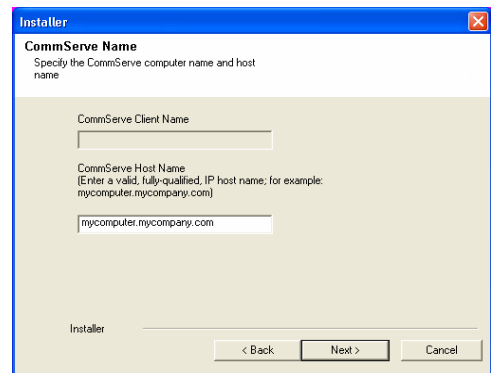 Installer
CommServe Name
Specify the CommServe computer name and host
name
CommServe Client Name
CommServe Host Name
(Enter a valid, fully-qualified, IP host name; for example:
mycomputer.mycompany.com)
mycomputer.mycompany.com
Installer
< Back
Next >
Cancel